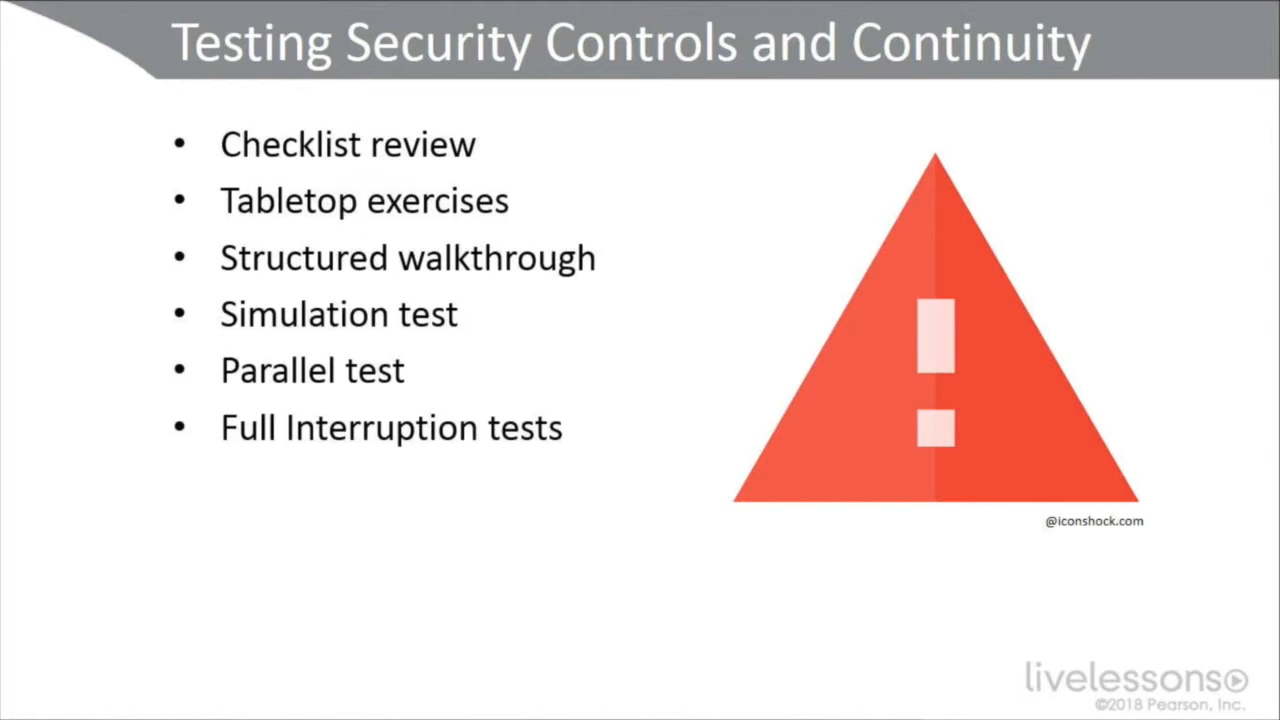 Testing Security Controls and Continuity
• Checklist review
• Tabletop exercises
• Structured walkthrough
• Simulation test
• Parallel test
• Full Interruption tests
@iconshock.com
livelessons
©2018 Pearson, Inc.